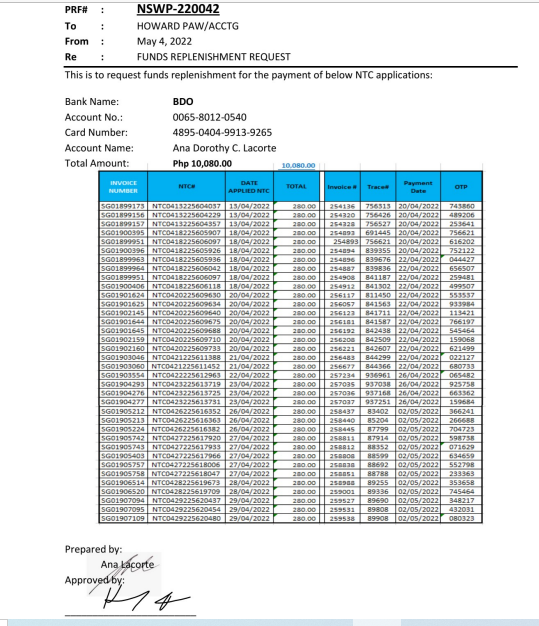 PRF# : NSWP-220042
To : HOWARD PAW/ACCTG
From : May 4, 2022
Re : FUNDS REPLENISHMENT REQUEST
This is to request funds replenishment for the payment of below NTC applications:
Bank Name: BDO
Account No.: 0065-8012-0540
Card Number: 4895-0404-9913-9265
Account Name: Ana Dorothy C. Lacorte
Total Amount: Php 10,080.00 10,080.00
INVOICE NUMBER NTC# DATE APPLIED NTC TOTAL Invoice # Trace# Payment Date OTP
SG01899173 NTC0413225604037 13/04/2022 280.00 254136 756313 20/04/2022 743860
SG01899156 NTC0413225604229 13/04/2022 280.00 254320 756426 20/04/2022 489206
SG01899157 NTC0413225604357 13/04/2022 280.00 254328 756527 20/04/2022 253641
SG01900395 NTC0418225605907 18/04/2022 280.00 254893 691445 20/04/2022 756621
SG01899951 NTC0418225606097 18/04/2022 280.00 254893 756621 20/04/2022 616202
SG01900396 NTC0418225605926 18/04/2022 280.00 254894 839355 20/04/2022 752122
SG01899963 NTC0418225605936 18/04/2022 280.00 254896 839676 22/04/2022 044427
SG01899964 NTC0418225606042 18/04/2022 280.00 254887 839836 22/04/2022 656507
SG01899951 NTC0418225606097 18/04/2022 280.00 254908 841187 22/04/2022 259481
SG01900406 NTC0418225606118 18/04/2022 280.00 254912 841302 22/04/2022 499507
SG01901624 NTC0420225609630 20/04/2022 280.00 256117 811450 22/04/2022 553537
SG01901625 NTC0420225609634 20/04/2022 280.00 256057 841563 22/04/2022 933984
SG01902145 NTC0420225609640 20/04/2022 280.00 256123 841711 22/04/2022 113421
SG01901644 NTC0420225609675 20/04/2022 280.00 256181 841587 22/04/2022 766197
SG01901645 NTC0420225609688 20/04/2022 280.00 256192 842438 22/04/2022 545464
SG01902159 NTC0420225609710 20/04/2022 280.00 256208 842509 22/04/2022 159068
SG01902160 NTC0420225609733 20/04/2022 280.00 256221 842607 22/04/2022 621499
SG01903046 NTC0421225611388 21/04/2022 280.00 256483 844299 22/04/2022 022127
SG01903060 NTC0421225611452 21/04/2022 280.00 256677 844366 22/04/2022 680733
SG01903554 NTC0422225612963 22/04/2022 280.00 257234 936961 26/04/2022 065482
SG01904293 NTC0423225613719 23/04/2022 280.00 257035 937038 26/04/2022 925758
SG01904276 NTC0423225613725 23/04/2022 280.00 257036 937168 26/04/2022 663362
SG01904277 NTC0423225613731 23/04/2022 280.00 257037 937251 26/04/2022 159684
SG01905212 NTC0426225616352 26/04/2022 280.00 258437 83402 02/05/2022 366241
SG01905213 NTC0426225616363 26/04/2022 280.00 258440 85204 02/05/2022 266688
SG01905224 NTC0426225616382 26/04/2022 280.00 258445 87799 02/05/2022 704723
SG01905742 NTC0427225617920 27/04/2022 280.00 258811 87914 02/05/2022 598738
SG01905743 NTC0427225617933 27/04/2022 280.00 258812 88352 02/05/2022 071629
SG01905403 NTC0427225617966 27/04/2022 280.00 258808 88599 02/05/2022 634659
SG01905757 NTC0427225618006 27/04/2022 280.00 258838 88692 02/05/2022 552798
SG01905758 NTC0427225618047 27/04/2022 280.00 258851 88788 02/05/2022 233363
SG01906514 NTC0428225619673 28/04/2022 280.00 258988 89255 02/05/2022 353658
SG01906520 NTC0428225619709 28/04/2022 280.00 259001 89336 02/05/2022 745464
SG01907094 NTC0429225620437 29/04/2022 280.00 259527 89690 02/05/2022 348217
SG01907095 NTC0429225620454 29/04/2022 280.00 259531 89808 02/05/2022 432031
SG01907109 NTC0429225620480 29/04/2022 280.00 259538 89908 02/05/2022 080323
Prepared by:
Ana Lacorte
Approved by: